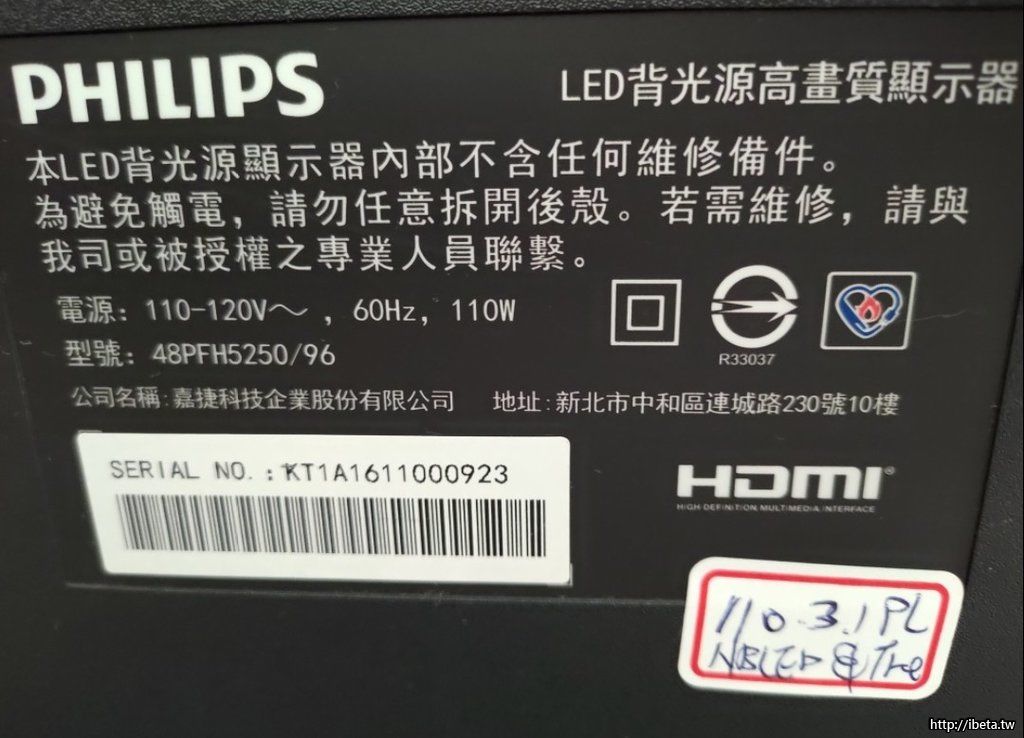 PHILIPS
LED背光源高畫質顯示器
本LED背光源顯示器內部不含任何維修備件。
為避免觸電，請勿任意拆開後殼。若需維修，請與
我司或被授權之專業人員聯繫。
電源：110-120V～，60Hz，110W
型號：48PFH5250/96
R33037
公司名稱:嘉捷科技企業股份有限公司 地址:新北市中和區連城路230號10樓
SERIAL NO.:KT1A1611000923
HDMI®
HIGH-DEFINITION MULTIMEDIA INTERFACE
110.3.1 PL
http://ibeta.tw